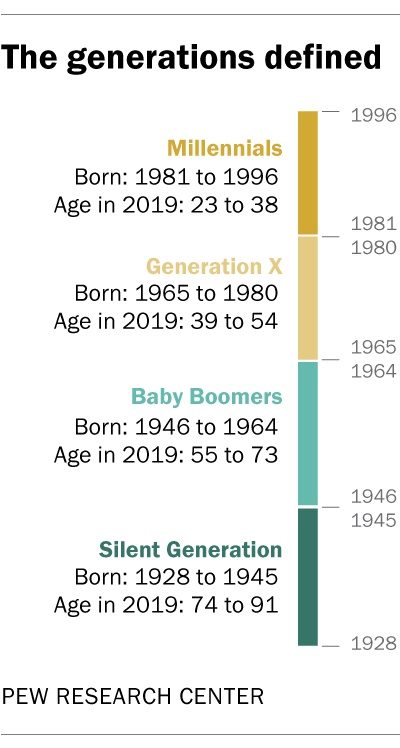 The generations defined
1996
Millennials
Born: 1981 to 1996
Age in 2019: 23 to 38
1981
1980
Generation X
Born: 1965 to 1980
Age in 2019: 39 to 54
1965
1964
Baby Boomers
Born: 1946 to 1964
Age in 2019: 55 to 73
1946
1945
Silent Generation
Born: 1928 to 1945
Age in 2019: 74 to 91
1928
PEW RESEARCH CENTER